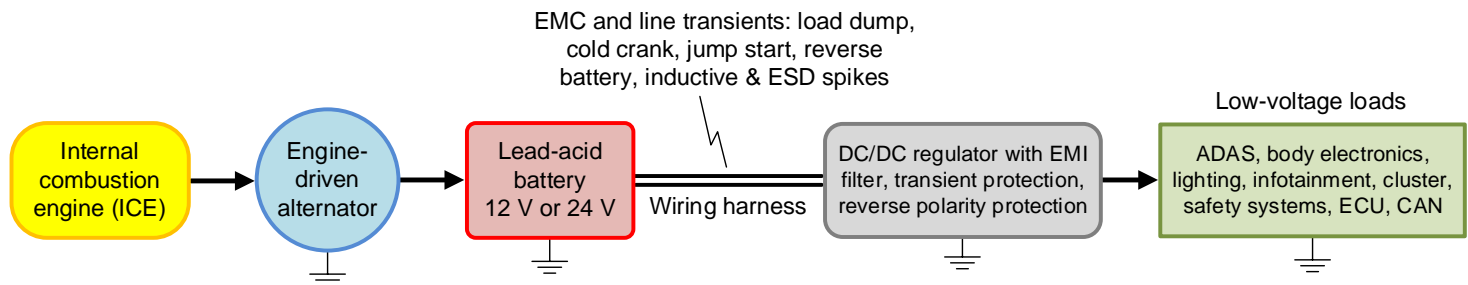 EMC and line transients: load dump,
cold crank, jump start, reverse
battery, inductive & ESD spikes
Low-voltage loads
Internal
combustion
engine (ICE)
Engine-
driven
alternator
Lead-acid
battery
12 V or 24 V
Wiring harness
DC/DC regulator with EMI
filter, transient protection,
reverse polarity protection
ADAS, body electronics,
lighting, infotainment, cluster,
safety systems, ECU, CAN